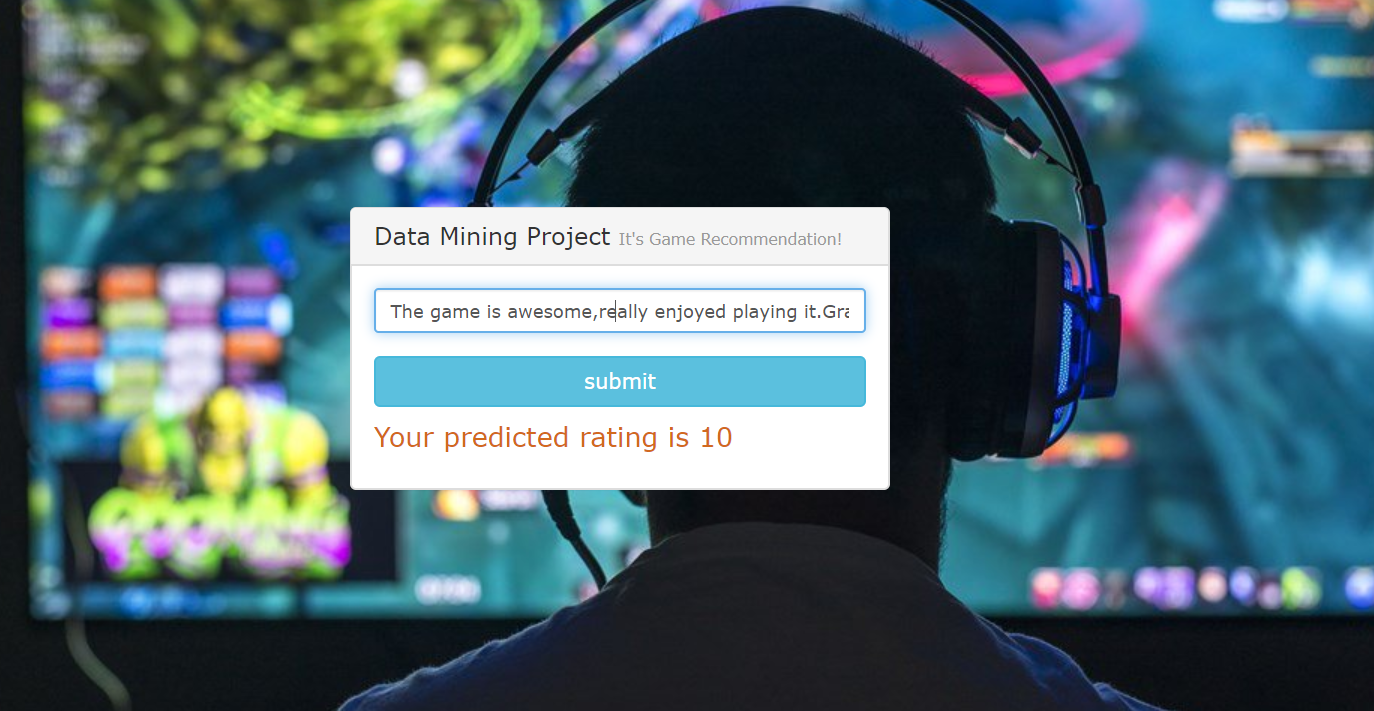 Data Mining Project It's Game Recommendation!
The game is awesome,really enjoyed playing it.Gra
submit
Your predicted rating is 10